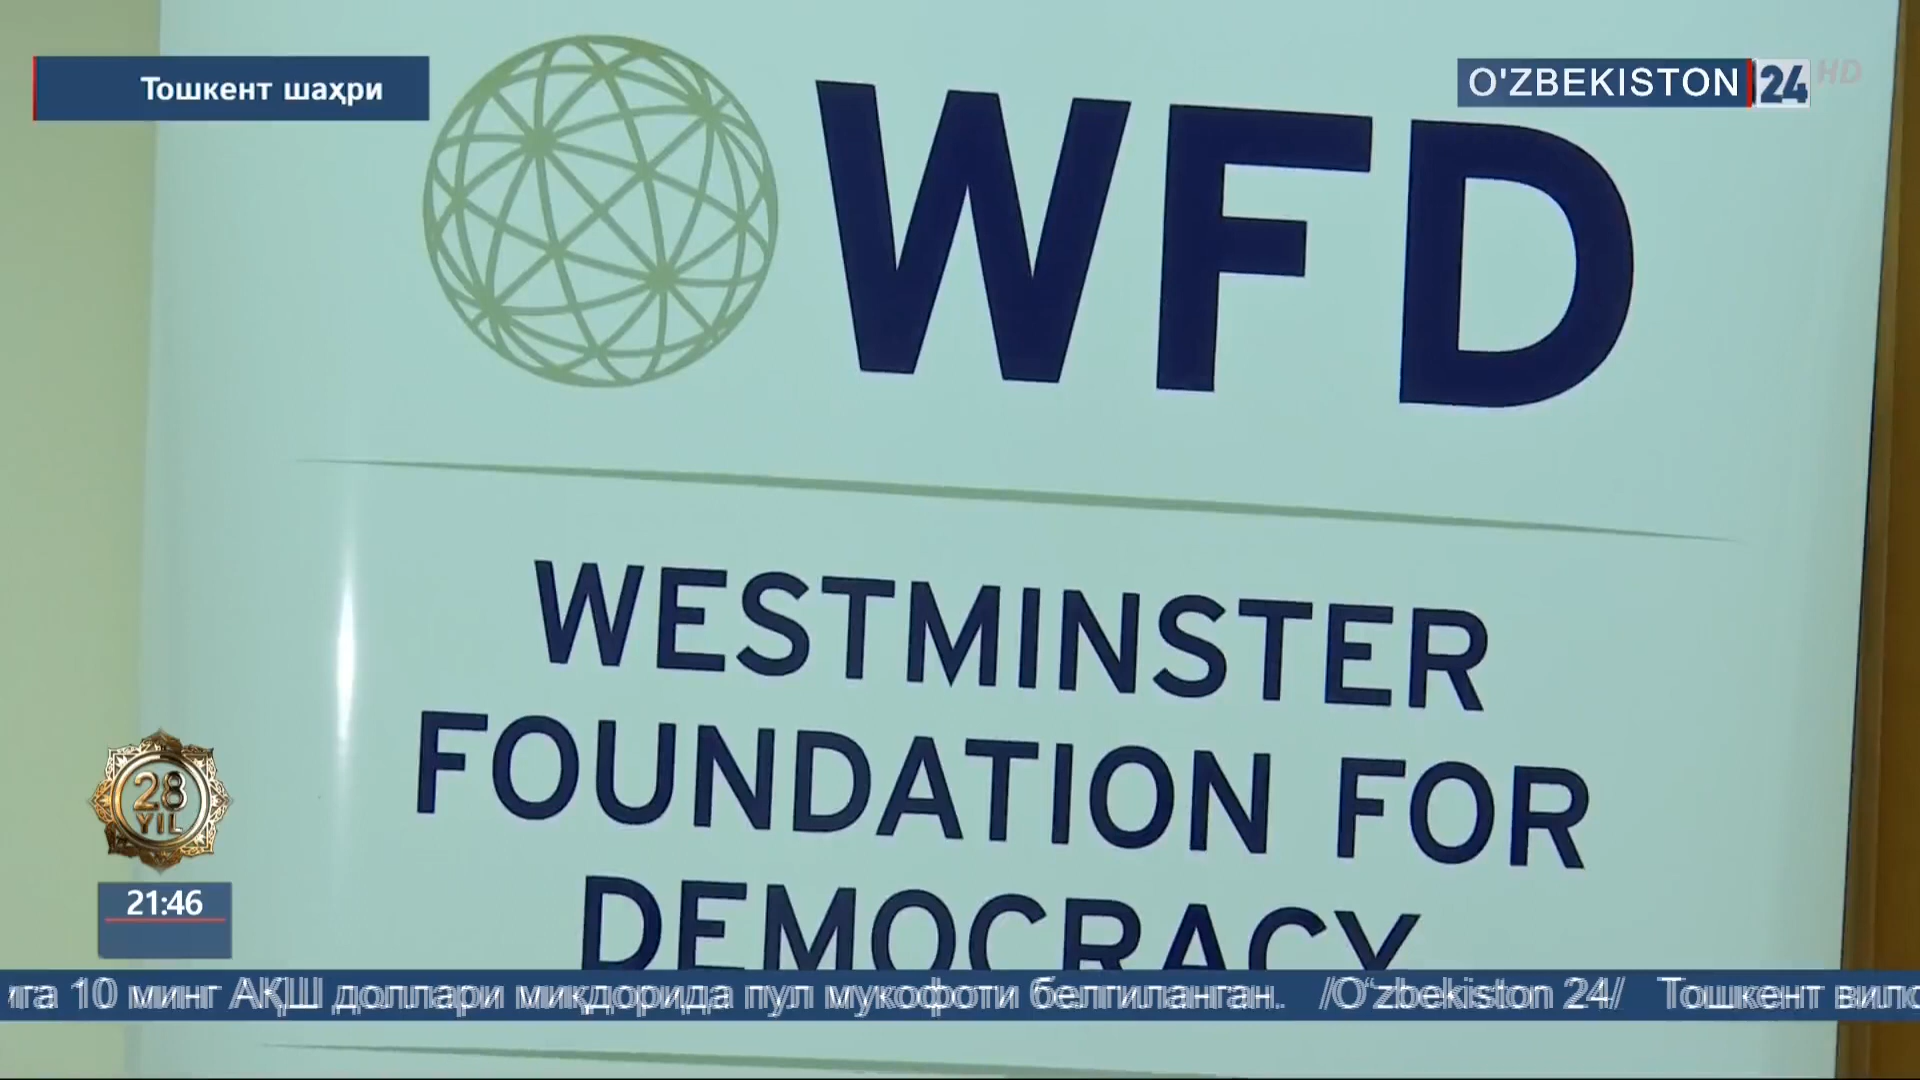 Тошкент шаҳри
O'ZBEKISTON 24 HD
WFD
WESTMINSTER
FOUNDATION FOR
DEMOCRACY
28
YIL
21:46
10 минг АҚШ доллари миқдорида пул мукофоти белгиланган. /O‘zbekiston 24/ Тошкент